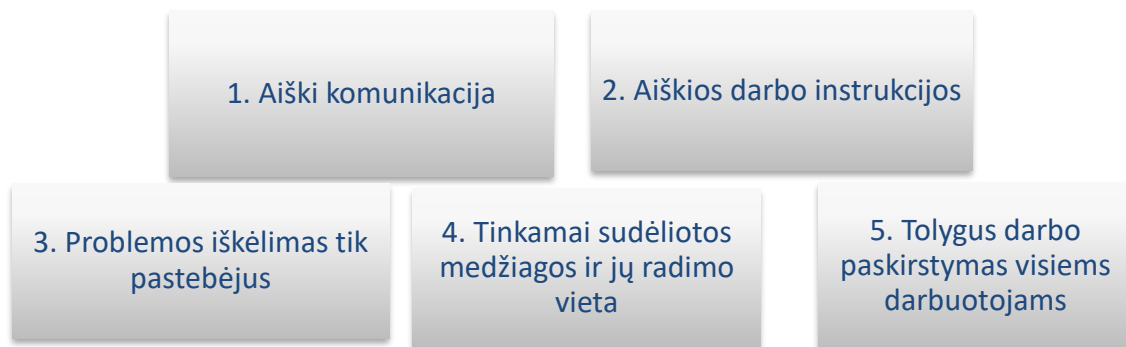 1. Aiški komunikacija
2. Aiškios darbo instrukcijos
3. Problemos iškėlimas tik
pastebėjus
4. Tinkamai sudėliotos
medžiagos ir jų radimo
vieta
5. Tolygus darbo
paskirstymas visiems
darbuotojams